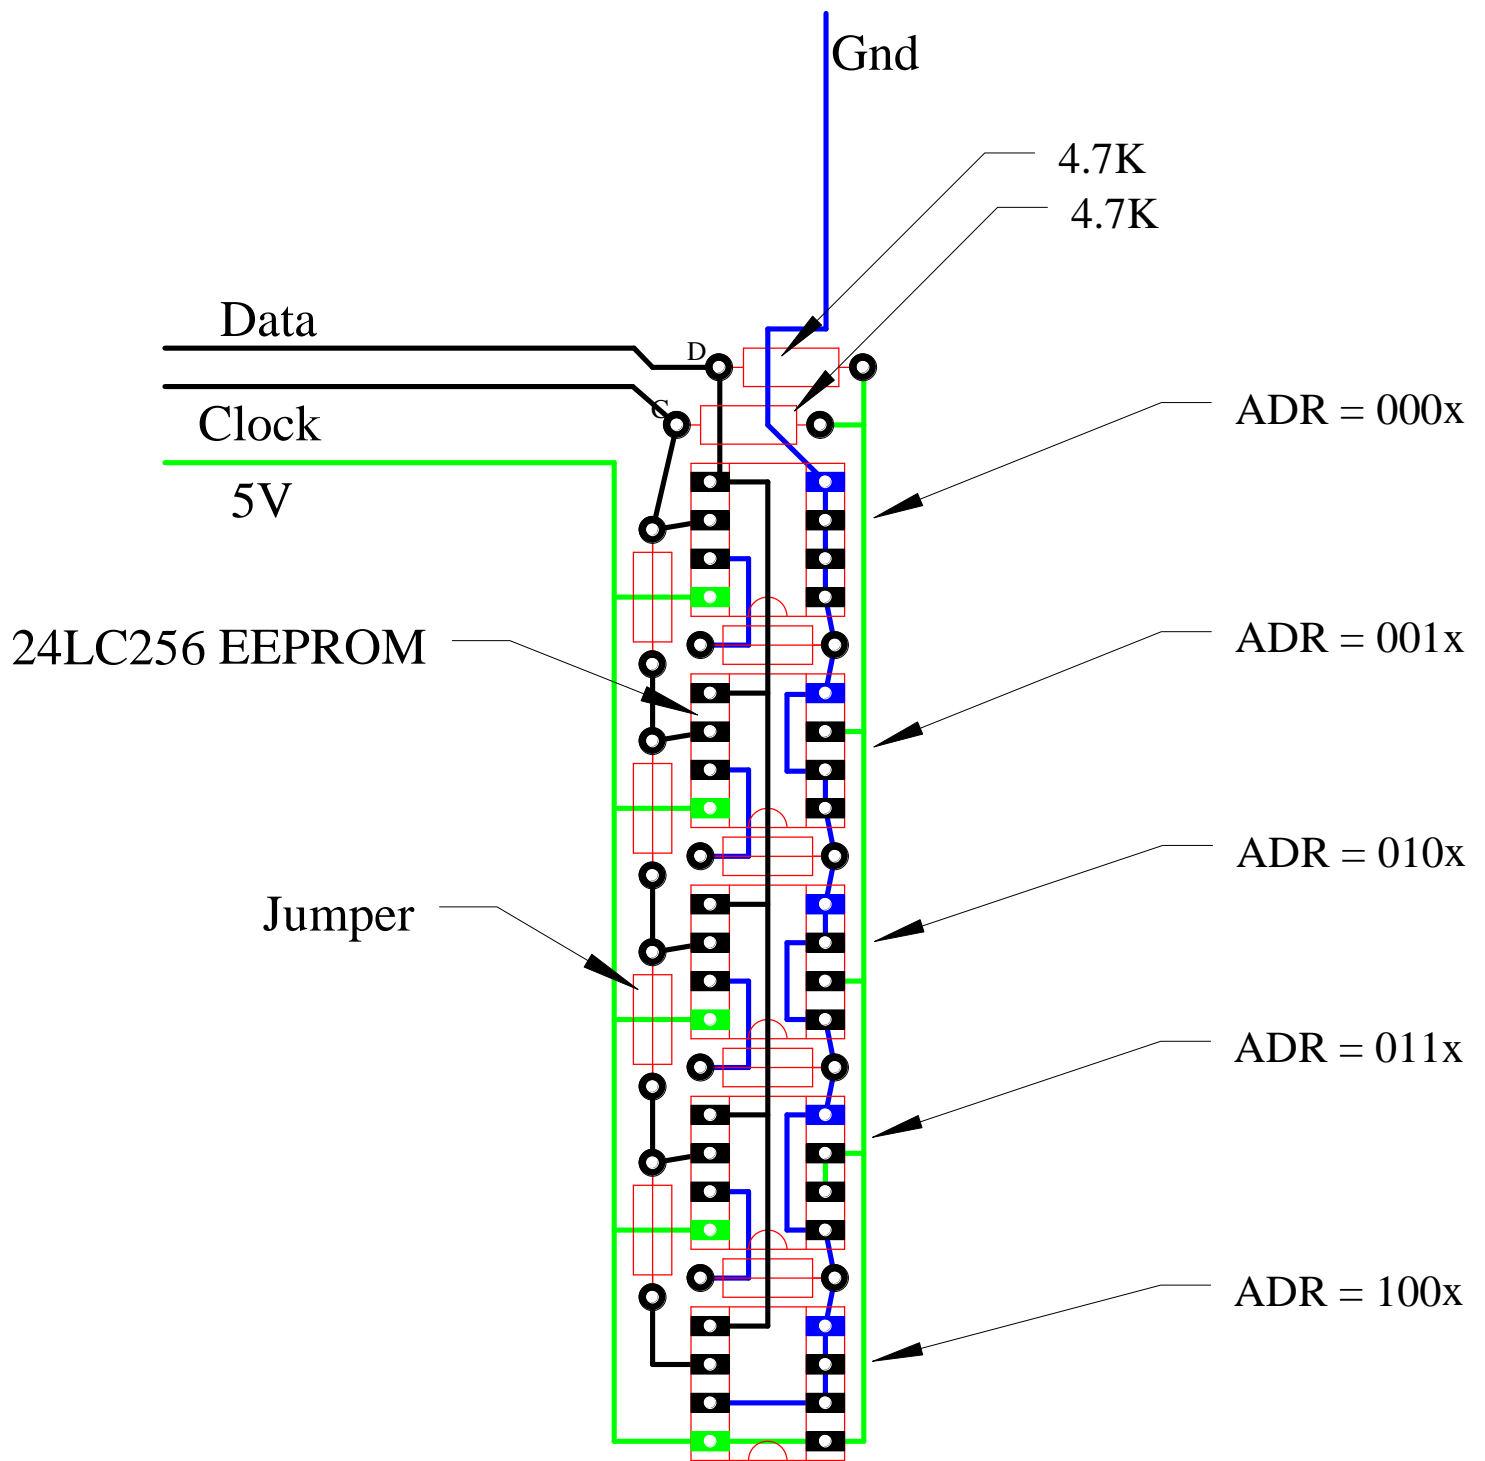 Gnd
4.7K
4.7K
Data
D
C
Clock
5V
ADR = 000x
24LC256 EEPROM
ADR = 001x
ADR = 010x
Jumper
ADR = 011x
ADR = 100x